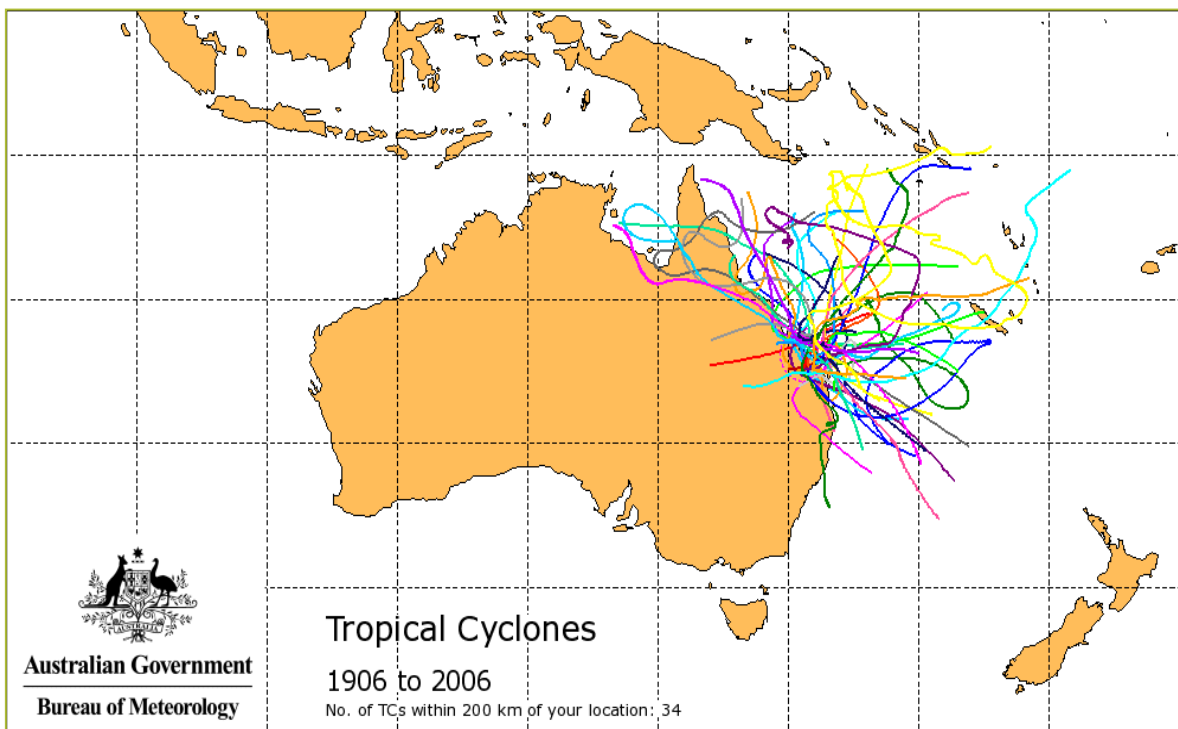 AUSTRALIA
Australian Government
Bureau of Meteorology
Tropical Cyclones
1906 to 2006
No. of TCs within 200 km of your location: 34